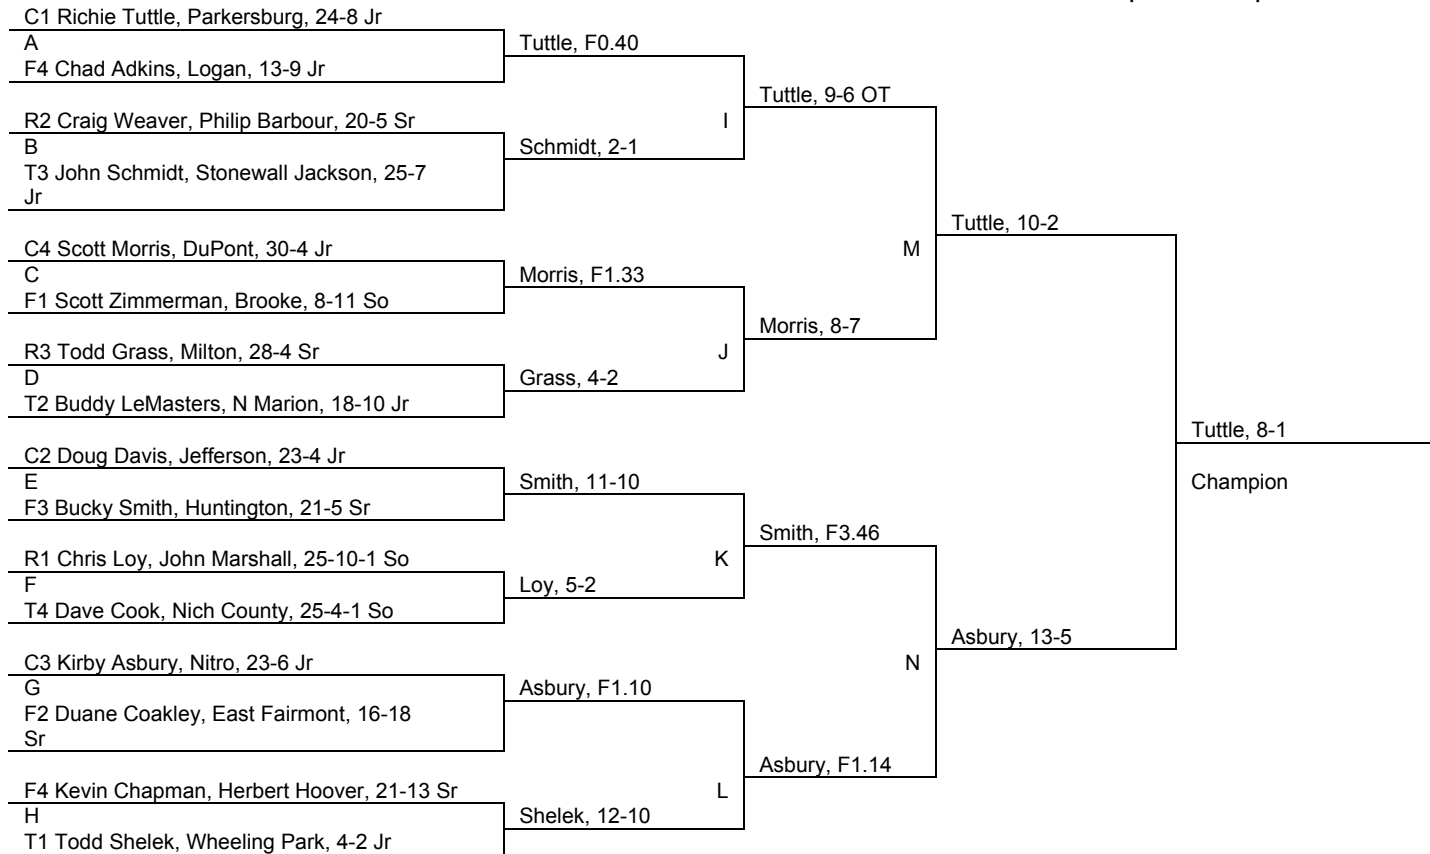 C1 Richie Tuttle, Parkersburg, 24-8 Jr
A
F4 Chad Adkins, Logan, 13-9 Jr
Tuttle, F0.40
Tuttle, 9-6 OT
R2 Craig Weaver, Philip Barbour, 20-5 Sr
I
B
Schmidt, 2-1
T3 John Schmidt, Stonewall Jackson, 25-7
Jr
Tuttle, 10-2
C4 Scott Morris, DuPont, 30-4 Jr
M
C
Morris, F1.33
F1 Scott Zimmerman, Brooke, 8-11 So
Morris, 8-7
R3 Todd Grass, Milton, 28-4 Sr
J
D
Grass, 4-2
T2 Buddy LeMasters, N Marion, 18-10 Jr
Tuttle, 8-1
Champion
C2 Doug Davis, Jefferson, 23-4 Jr
E
Smith, 11-10
F3 Bucky Smith, Huntington, 21-5 Sr
Smith, F3.46
R1 Chris Loy, John Marshall, 25-10-1 So
K
F
Loy, 5-2
T4 Dave Cook, Nich County, 25-4-1 So
Asbury, 13-5
C3 Kirby Asbury, Nitro, 23-6 Jr
N
G
Asbury, F1.10
F2 Duane Coakley, East Fairmont, 16-18
Sr
Asbury, F1.14
F4 Kevin Chapman, Herbert Hoover, 21-13 Sr
L
H
Shelek, 12-10
T1 Todd Shelek, Wheeling Park, 4-2 Jr